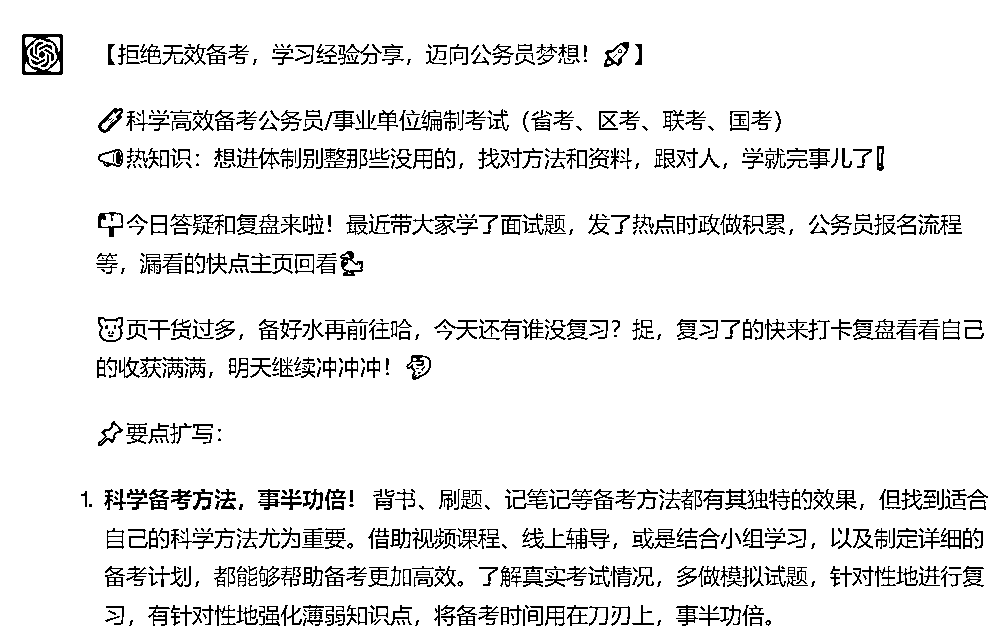 【拒绝无效备考，学习经验分享，迈向公务员梦想！🚀】
科学高效备考公务员/事业单位编制考试（省考、区考、联考、国考）
热知识：想进体制别整那些没用的，找对方法和资料，跟对人，学就完事儿了❗
今日答疑和复盘来啦！最近带大家学了面试题，发了热点时政做积累，公务员报名流程
等，漏看的快点主页回看
页干货过多，备好水再前往哈，今天还有谁没复习？捉，复习了的快来打卡复盘看看自己
的收获满满，明天继续冲冲冲！
📌要点扩写：
1. 科学备考方法，事半功倍！ 背书、刷题、记笔记等备考方法都有其独特的效果，但找到适合
自己的科学方法尤为重要。借助视频课程、线上辅导，或是结合小组学习，以及制定详细的
备考计划，都能够帮助备考更加高效。了解真实考试情况，多做模拟试题，针对性地进行复
习，有针对性地强化薄弱知识点，将备考时间用在刀刃上，事半功倍。